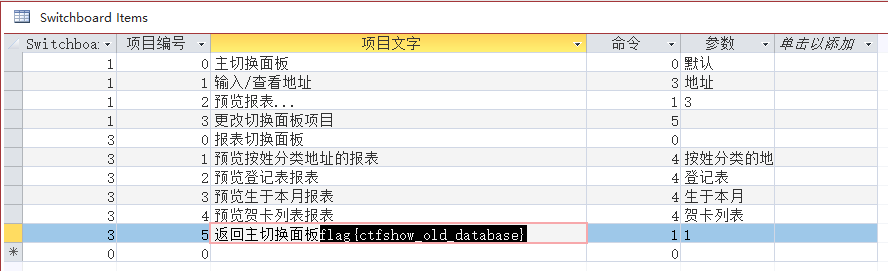 Switchboard Items
Switchboa 项目编号 项目文字 命令 参数 单击以添加
1 0 主切换面板 0 默认
1 1 输入/查看地址 3 地址
1 2 预览报表... 1 3
1 3 更改切换面板项目 5
3 0 报表切换面板 0
3 1 预览按姓分类地址的报表 4 按姓分类的地
3 2 预览登记表报表 4 登记表
3 3 预览生于本月报表 4 生于本月
3 4 预览贺卡列表报表 4 贺卡列表
3 5 返回主切换面板flag{ctfshow_old_database} 1 1
* 0 0 0